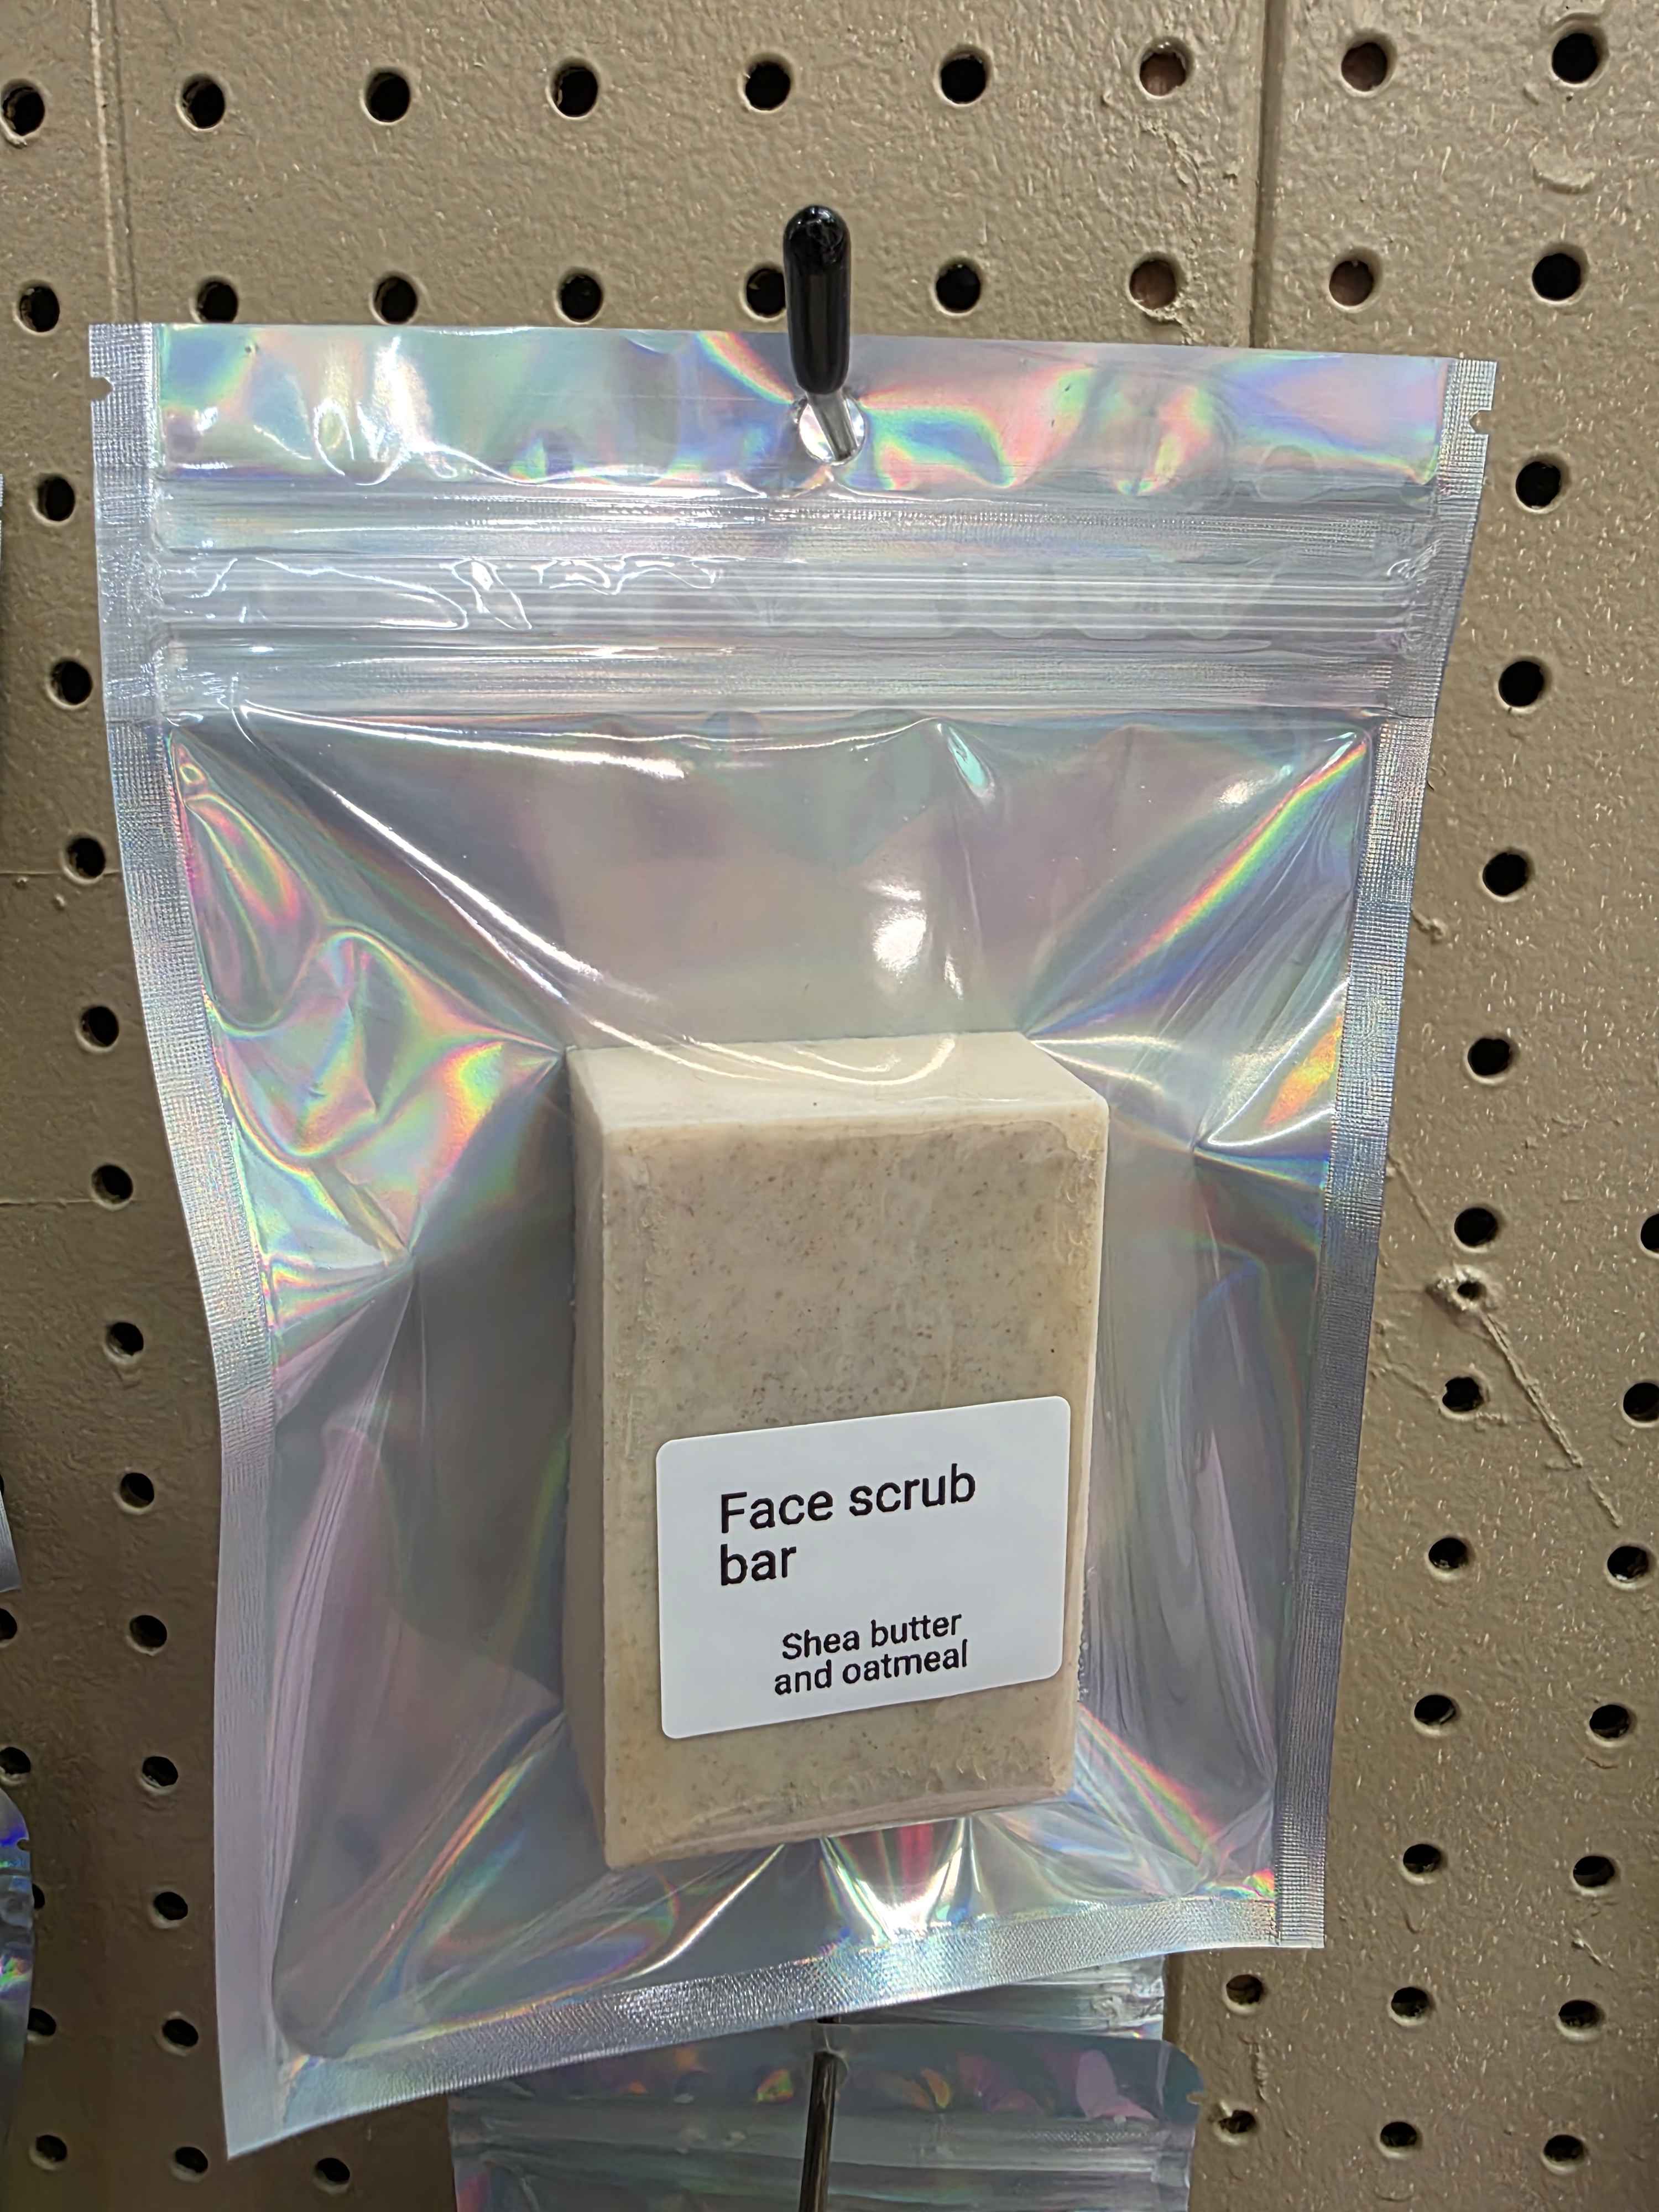 Face scrub
bar
Shea butter
and oatmeal